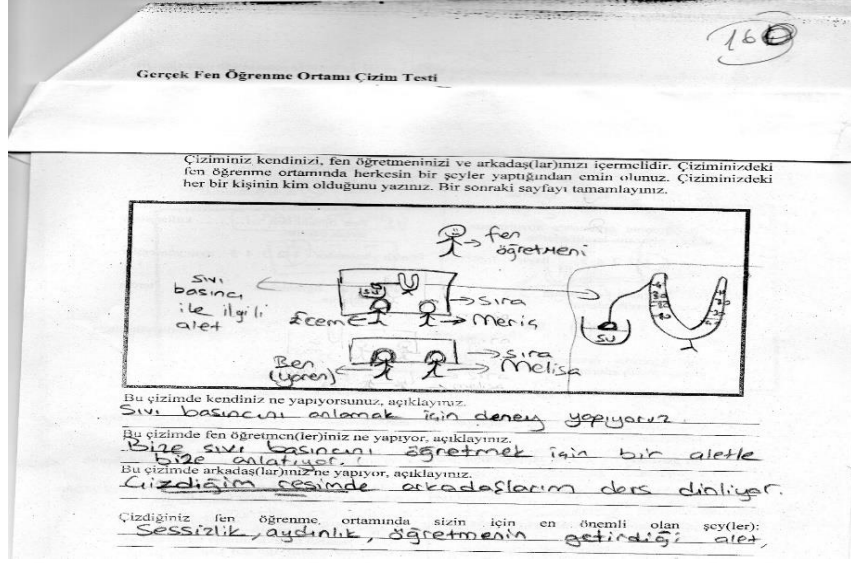 160
Gerçek Fen Öğrenme Ortamı Çizim Testi
Çiziminiz kendinizi, fen öğretmeninizi ve arkadaş(lar)ınızı içermelidir. Çiziminizdeki
fen öğrenme ortamında herkesin bir şeyler yaptığından emin olunuz. Çiziminizdeki
her bir kişinin kim olduğunu yazınız. Bir sonraki sayfayı tamamlayınız.
fen
öğretmeni
sıvı
basıncı
ile ilgili
alet
sıra
Ecem
Meriç
su
sıra
Ben
(Yaren)
Melisa
Bu çizimde kendiniz ne yapıyorsunuz, açıklayınız.
Sıvı basıncını anlamak için deney yapıyoruz
Bu çizimde fen öğretmen(ler)iniz ne yapıyor, açıklayınız.
Bize sıvı basıncını öğretmek için bir aletle
bize anlatıyor.
Bu çizimde arkadaş(lar)ınız ne yapıyor, açıklayınız.
Çizdiğim resimde arkadaşlarım ders dinliyor.
Çizdiğiniz fen öğrenme, ortamında sizin için en önemli olan şey(ler):
Sessizlik, aydınlık, öğretmenin getirdiği alet,